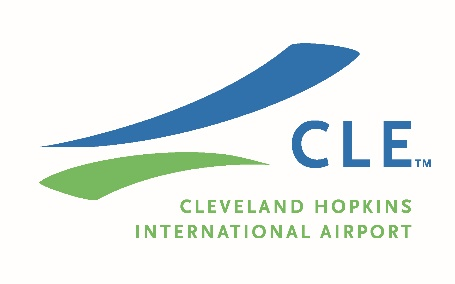 CLE™
CLEVELAND HOPKINS
INTERNATIONAL AIRPORT